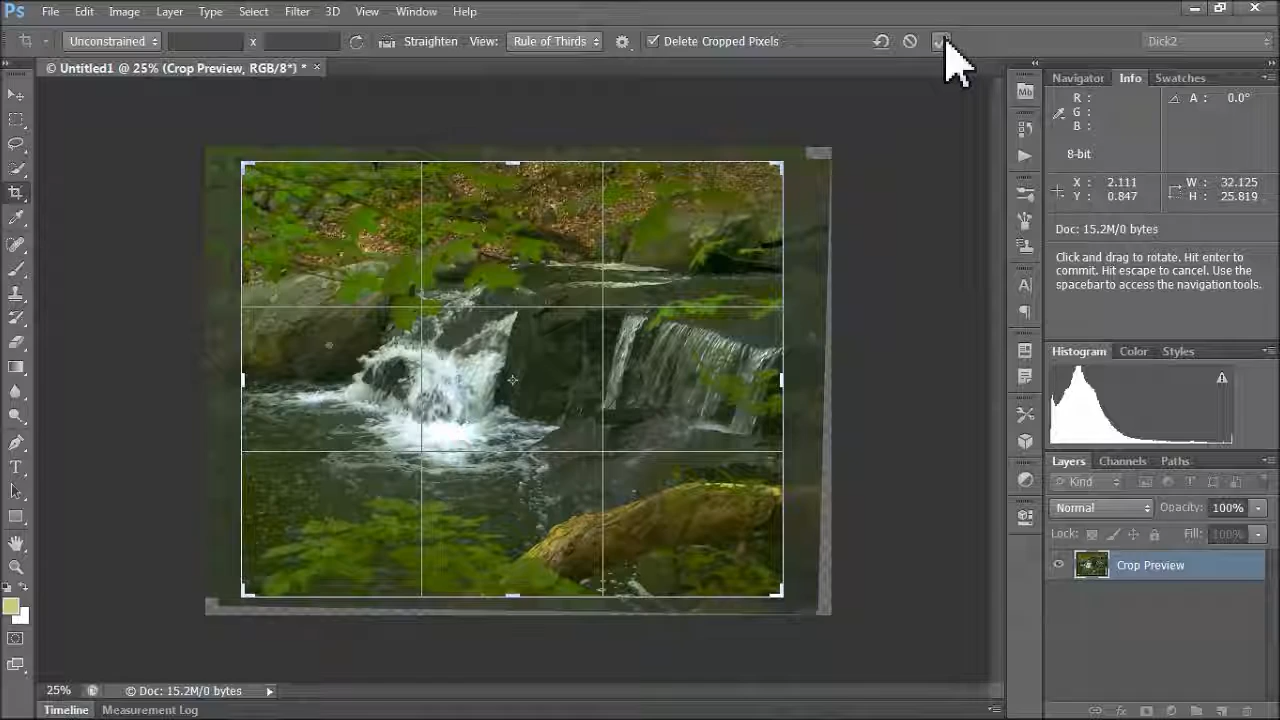 Ps File Edit Image Layer Type Select Filter 3D View Window Help
Unconstrained x Straighten View: Rule of Thirds Delete Cropped Pixels Dick2
© Untitled1 @ 25% (Crop Preview, RGB/8*) * ×
Navigator Info Swatches
R :
G :
B :
A : 0.0°
8-bit
X : 2.111
Y : 0.847
W : 32.125
H : 25.819
Doc: 15.2M/0 bytes
Click and drag to rotate. Hit enter to
commit. Hit escape to cancel. Use the
spacebar to access the navigation tools.
Histogram Color Styles
Layers Channels Paths
Kind
Normal Opacity: 100%
Lock: Fill: 100%
Crop Preview
Mb
A
T
25% © Doc: 15.2M/0 bytes
Timeline Measurement Log